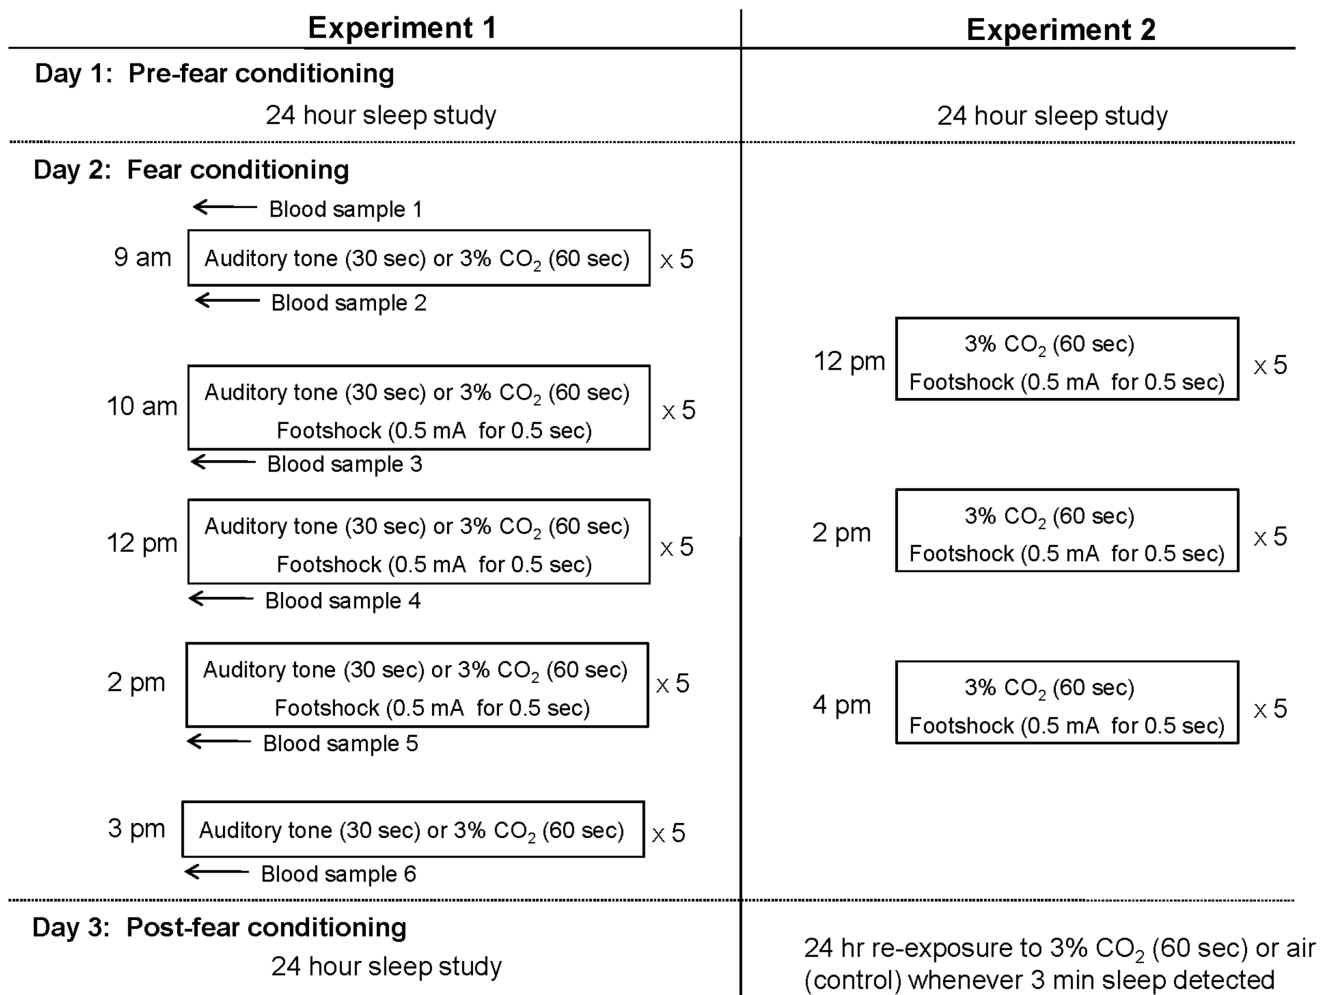 Experiment 1
Experiment 2
Day 1: Pre-fear conditioning
24 hour sleep study
24 hour sleep study
Day 2: Fear conditioning
Blood sample 1
9 am
Auditory tone (30 sec) or 3% CO₂ (60 sec)
x 5
Blood sample 2
10 am
Auditory tone (30 sec) or 3% CO₂ (60 sec)
Footshock (0.5 mA for 0.5 sec)
x 5
Blood sample 3
12 pm
Auditory tone (30 sec) or 3% CO₂ (60 sec)
Footshock (0.5 mA for 0.5 sec)
x 5
Blood sample 4
2 pm
Auditory tone (30 sec) or 3% CO₂ (60 sec)
Footshock (0.5 mA for 0.5 sec)
x 5
Blood sample 5
3 pm
Auditory tone (30 sec) or 3% CO₂ (60 sec)
x 5
Blood sample 6
12 pm
3% CO₂ (60 sec)
Footshock (0.5 mA for 0.5 sec)
x 5
2 pm
3% CO₂ (60 sec)
Footshock (0.5 mA for 0.5 sec)
x 5
4 pm
3% CO₂ (60 sec)
Footshock (0.5 mA for 0.5 sec)
x 5
Day 3: Post-fear conditioning
24 hour sleep study
24 hr re-exposure to 3% CO₂ (60 sec) or air
(control) whenever 3 min sleep detected